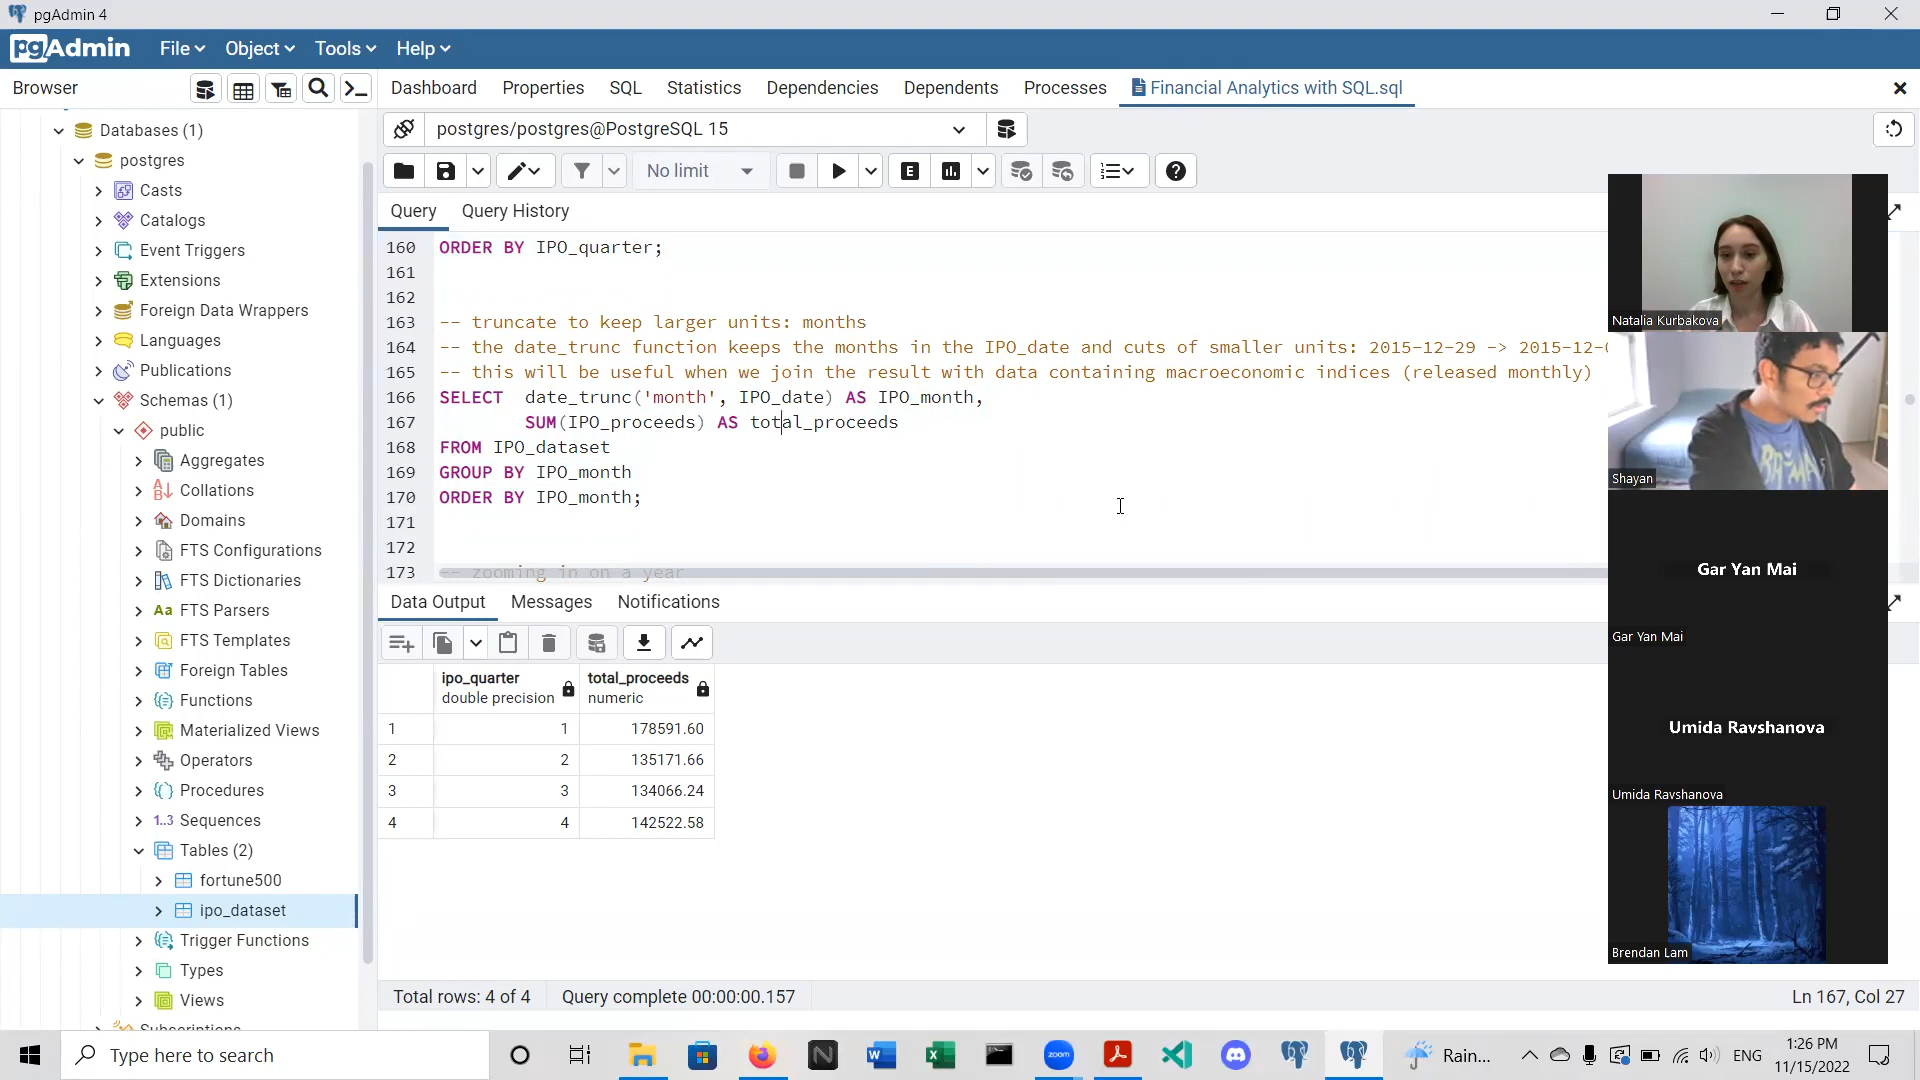 pgAdmin 4
pgAdmin
File
Object
Tools
Help
Browser
Dashboard
Properties
SQL
Statistics
Dependencies
Dependents
Processes
Financial Analytics with SQL.sql
Databases (1)
postgres
Casts
Catalogs
Event Triggers
Extensions
Foreign Data Wrappers
Languages
Publications
Schemas (1)
public
Aggregates
Collations
Domains
FTS Configurations
FTS Dictionaries
Aa FTS Parsers
FTS Templates
Foreign Tables
Functions
Materialized Views
Operators
Procedures
1..3 Sequences
Tables (2)
fortune500
ipo_dataset
Trigger Functions
Types
Views
Subscriptions
postgres/postgres@PostgreSQL 15
No limit
E
Query
Query History
160 ORDER BY IPO_quarter;
161
162
163 -- truncate to keep larger units: months
164 -- the date_trunc function keeps the months in the IPO_date and cuts of smaller units: 2015-12-29 -> 2015-12-
165 -- this will be useful when we join the result with data containing macroeconomic indices (released monthly)
166 SELECT date_trunc('month', IPO_date) AS IPO_month,
167 SUM(IPO_proceeds) AS total_proceeds
168 FROM IPO_dataset
169 GROUP BY IPO_month
170 ORDER BY IPO_month;
171
172
173 -- zooming in on a year
Data Output
Messages
Notifications
ipo_quarter
double precision
total_proceeds
numeric
1 1 178591.60
2 2 135171.66
3 3 134066.24
4 4 142522.58
Total rows: 4 of 4
Query complete 00:00:00.157
Ln 167, Col 27
Natalia Kurbakova
Shayan
Gar Yan Mai
Gar Yan Mai
Umida Ravshanova
Umida Ravshanova
Brendan Lam
Type here to search
zoom
Rain...
ENG
1:26 PM
11/15/2022